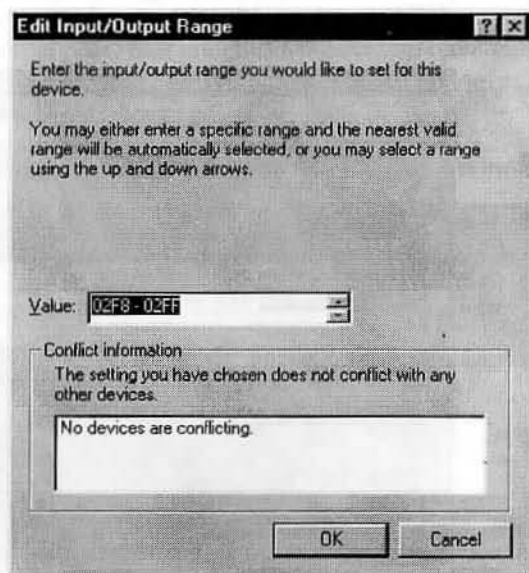 Edit Input/Output Range
Enter the input/output range you would like to set for this
device.
You may either enter a specific range and the nearest valid
range will be automatically selected, or you may select a range
using the up and down arrows.
Value: 02F8 - 02FF
Conflict information
The setting you have chosen does not conflict with any
other devices.
No devices are conflicting.
OK Cancel